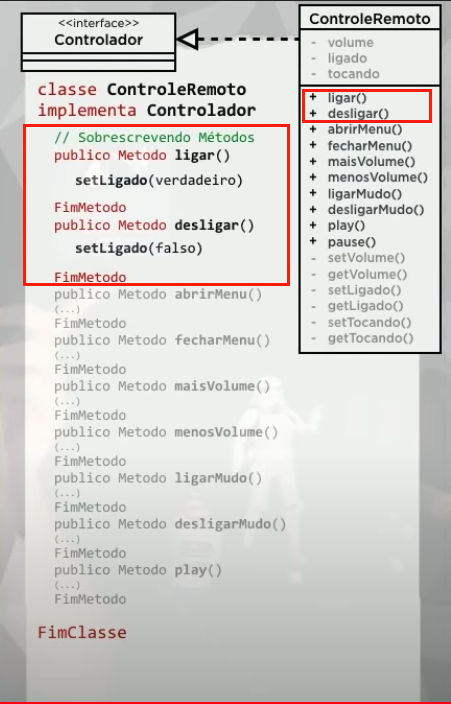 <<interface>>
Controlador
ControleRemoto
- volume
- ligado
- tocando
+ ligar()
+ desligar()
+ abrirMenu()
+ fecharMenu()
+ maisVolume()
+ menosVolume()
+ ligarMudo()
+ desligarMudo()
+ play()
+ pause()
- setVolume()
- getVolume()
- setLigado()
- getLigado()
- setTocando()
- getTocando()
classe ControleRemoto
implementa Controlador
// Sobrescrevendo Métodos
publico Metodo ligar()
setLigado(verdadeiro)
FimMetodo
publico Metodo desligar()
setLigado(falso)
FimMetodo
publico Metodo abrirMenu()
(...)
FimMetodo
publico Metodo fecharMenu()
(...)
FimMetodo
publico Metodo maisVolume()
(...)
FimMetodo
publico Metodo menosVolume()
(...)
FimMetodo
publico Metodo ligarMudo()
(...)
FimMetodo
publico Metodo desligarMudo()
(...)
FimMetodo
publico Metodo play()
(...)
FimMetodo
FimClasse